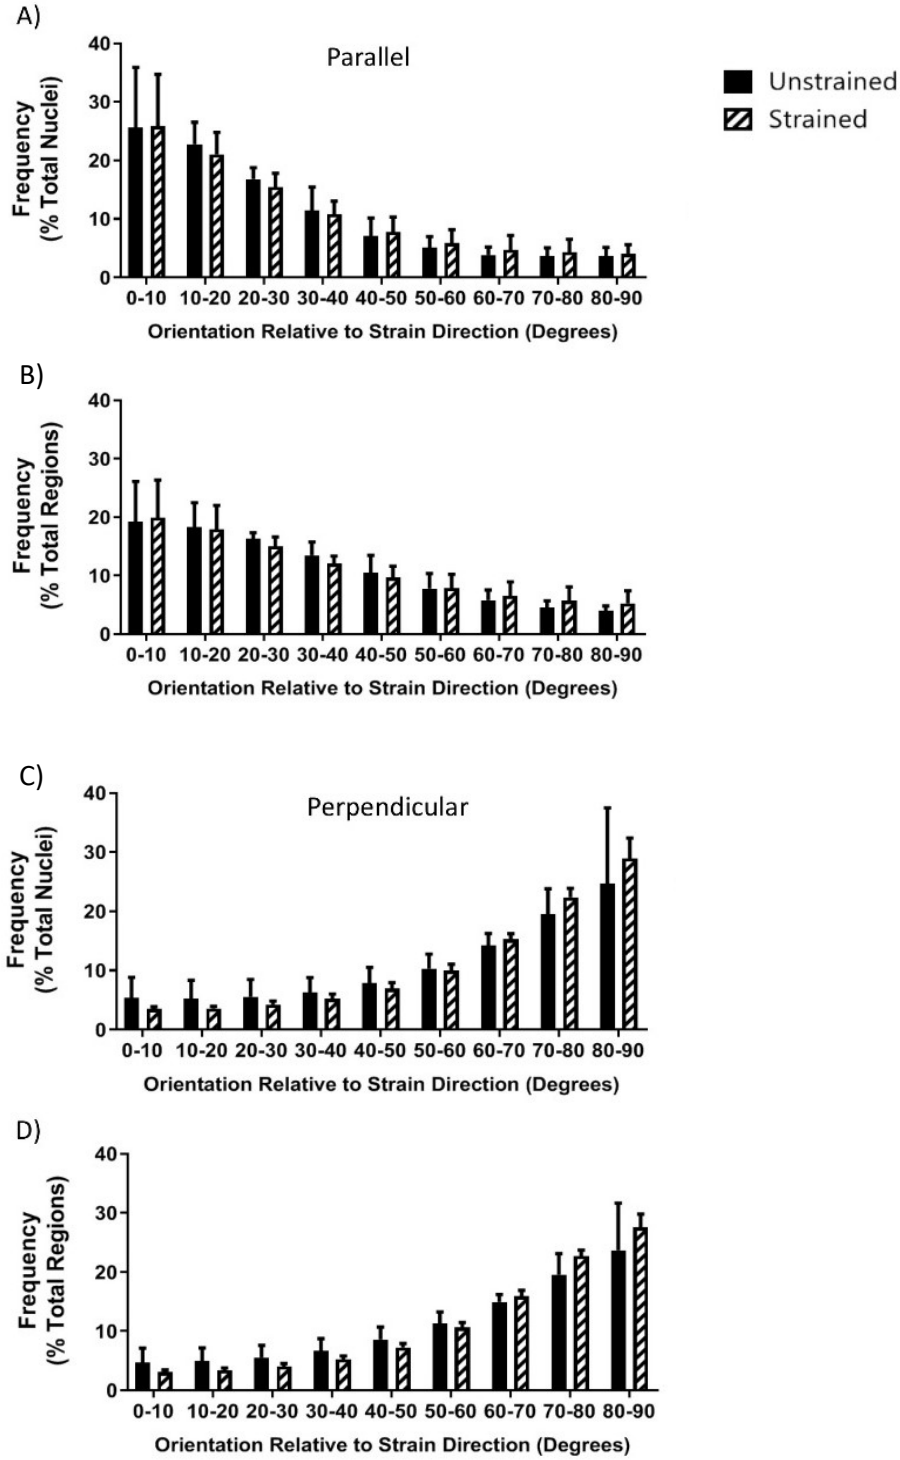 A)
Parallel
Unstrained
Strained
Frequency
(% Total Nuclei)
40
30
20
10
0
0-10 10-20 20-30 30-40 40-50 50-60 60-70 70-80 80-90
Orientation Relative to Strain Direction (Degrees)
B)
Frequency
(% Total Regions)
40
30
20
10
0
0-10 10-20 20-30 30-40 40-50 50-60 60-70 70-80 80-90
Orientation Relative to Strain Direction (Degrees)
C)
Perpendicular
Frequency
(% Total Nuclei)
40
30
20
10
0
0-10 10-20 20-30 30-40 40-50 50-60 60-70 70-80 80-90
Orientation Relative to Strain Direction (Degrees)
D)
Frequency
(% Total Regions)
40
30
20
10
0
0-10 10-20 20-30 30-40 40-50 50-60 60-70 70-80 80-90
Orientation Relative to Strain Direction (Degrees)